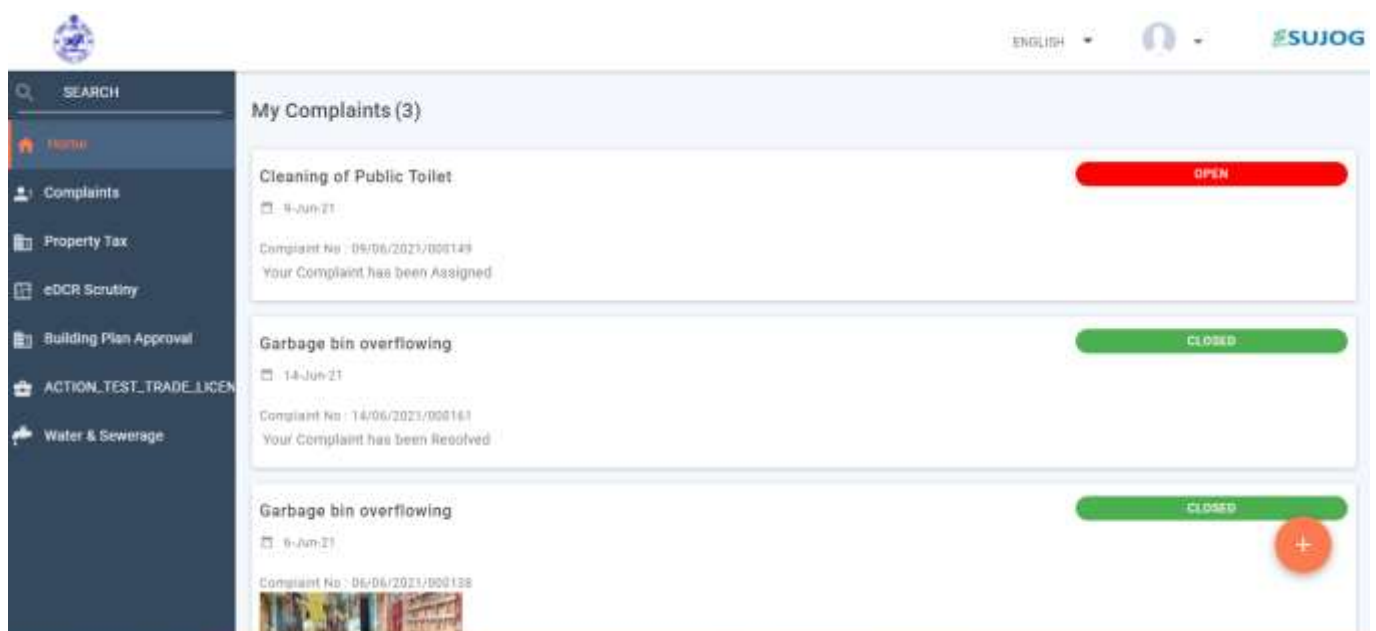 ENGLISH
SUJOG
SEARCH
Home
Complaints
Property Tax
eDCR Scrutiny
Building Plan Approval
ACTION_TEST_TRADE_LICEN
Water & Sewerage
My Complaints (3)
Cleaning of Public Toilet
OPEN
9-Jun-21
Complaint No : 09/06/2021/000149
Your Complaint has been Assigned
Garbage bin overflowing
CLOSED
14-Jun-21
Complaint No : 14/06/2021/000161
Your Complaint has been Resolved
Garbage bin overflowing
CLOSED
6-Jun-21
+
Complaint No : 06/06/2021/000138